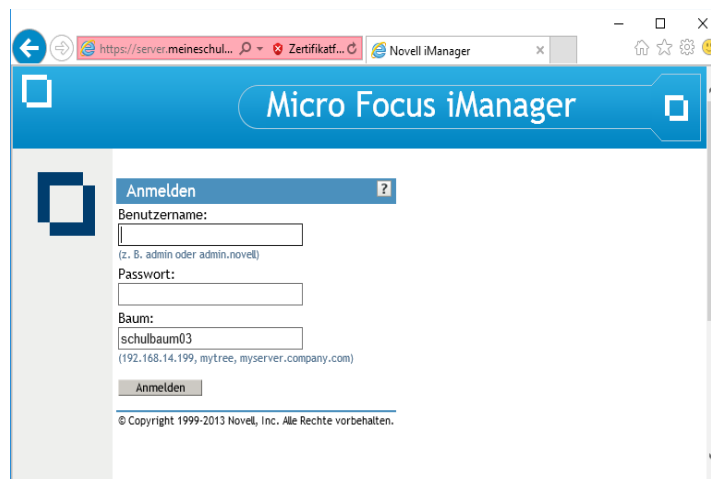 https://server.meineschul...
Zertifikatf...
Novell iManager
Micro Focus iManager
Anmelden
?
Benutzername:
(z. B. admin oder admin.novell)
Passwort:
Baum:
schulbaum03
(192.168.14.199, mytree, myserver.company.com)
Anmelden
© Copyright 1999-2013 Novell, Inc. Alle Rechte vorbehalten.